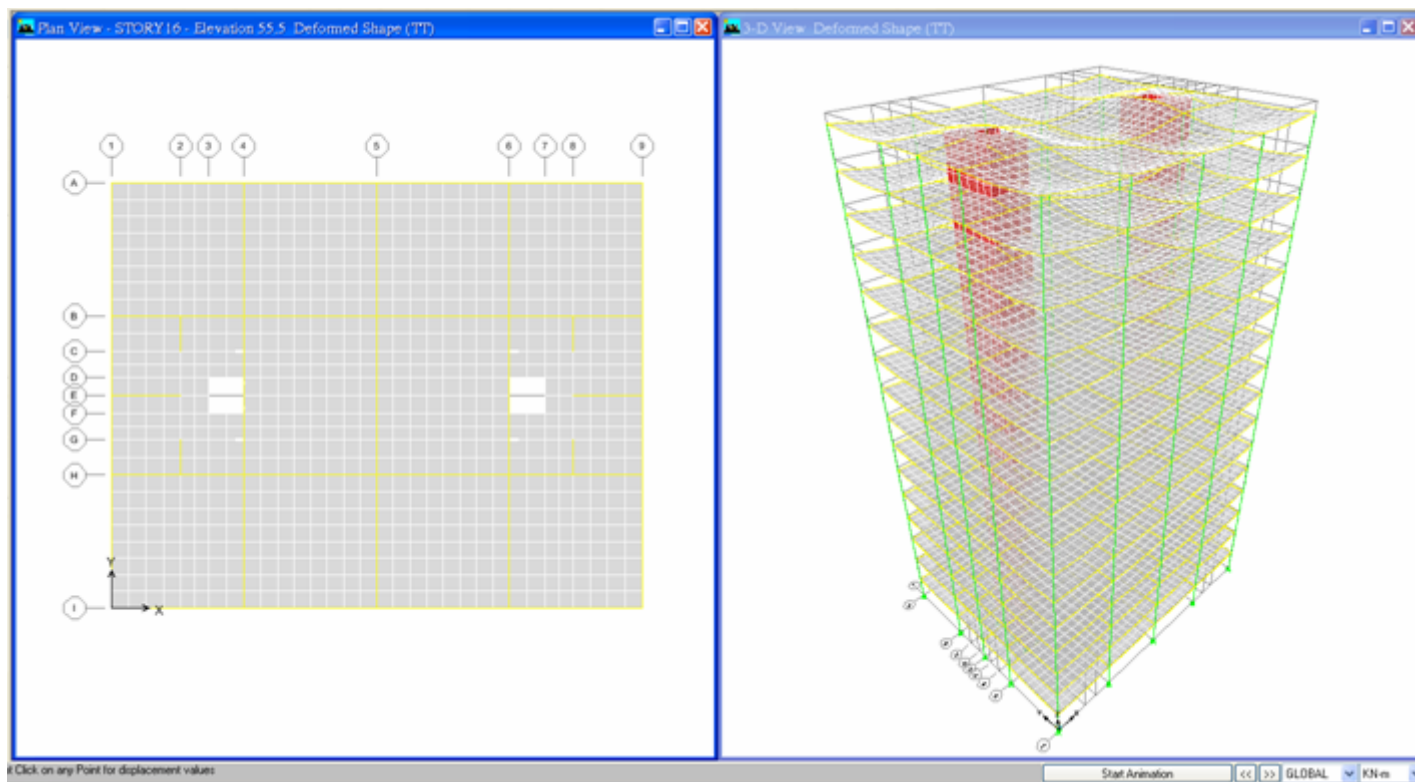 Plan View - STORY16 - Elevation 55.5 Deformed Shape (TT)
3-D View Deformed Shape (TT)
1 2 3 4 5 6 7 8 9
A
B
C
D
E
F
G
H
I
Y
X
t Click on any Point for displacement values
Start Animation << >> GLOBAL KN-m